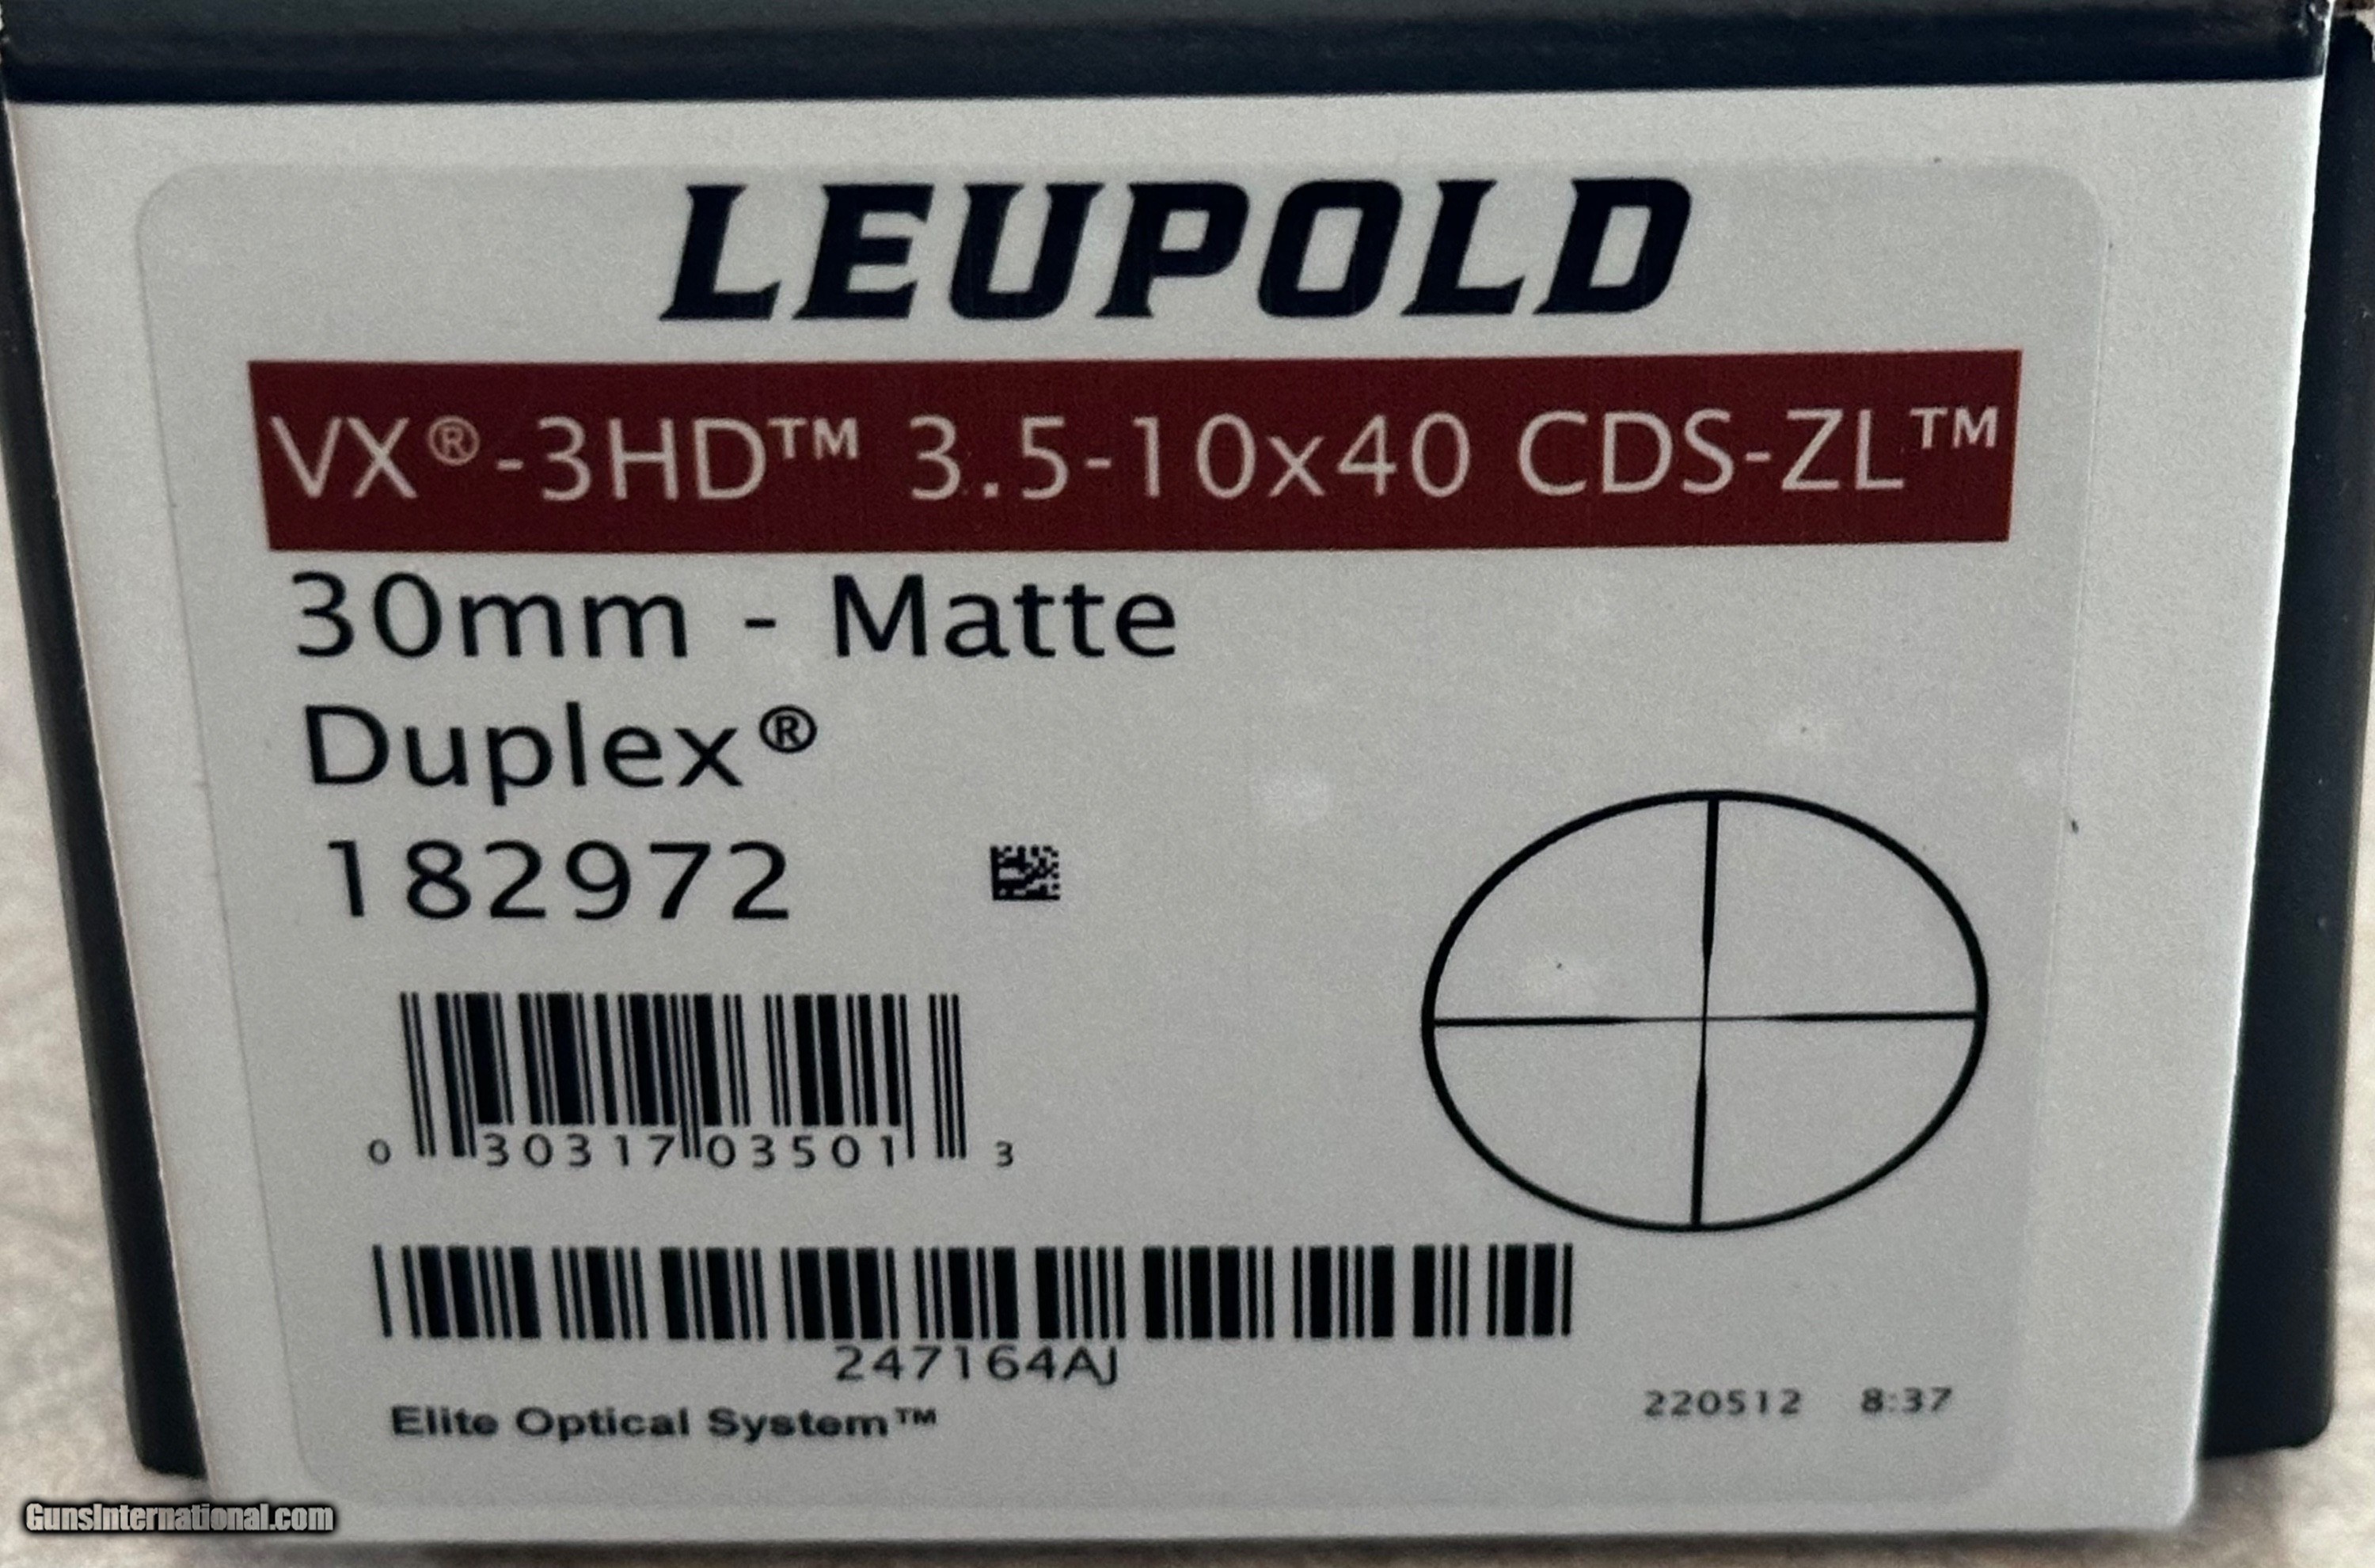 LEUPOLD
VX®-3HD™ 3.5-10x40 CDS-ZL™
30mm - Matte
Duplex®
182972
0 30317 03501 3
247164AJ
Elite Optical System™
220512 8:37
GunsInternational.com